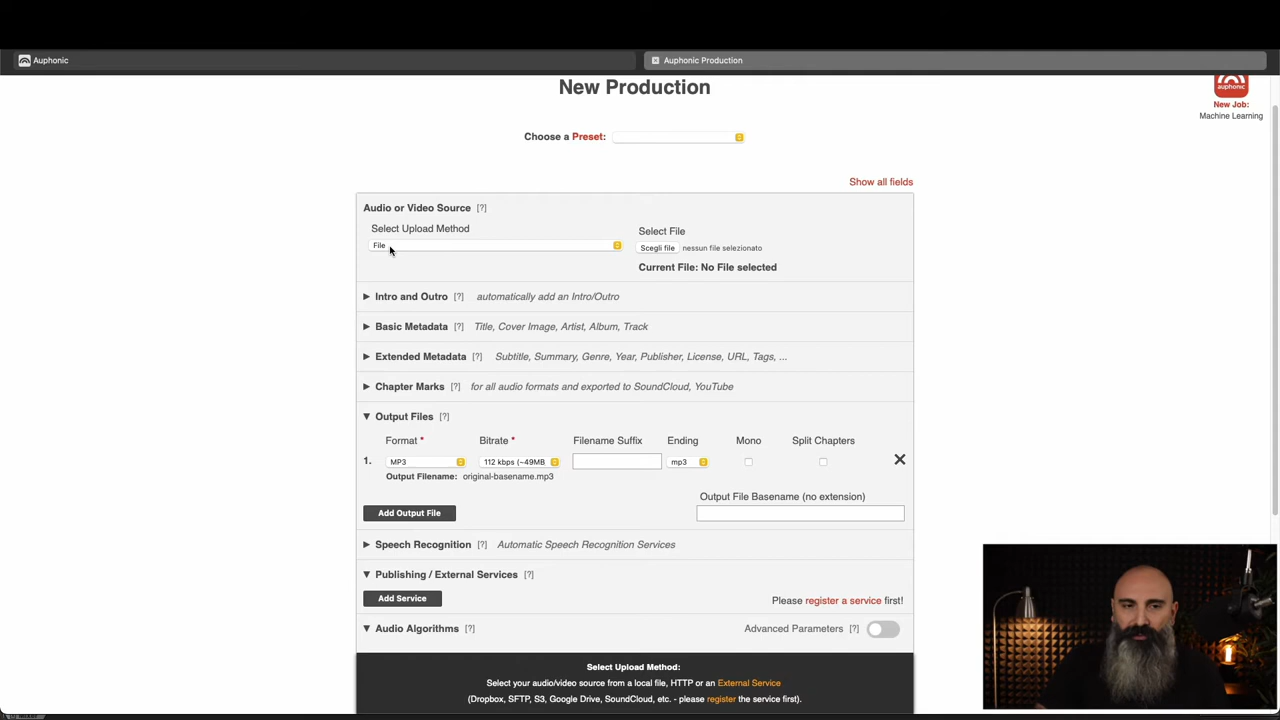 Auphonic
Auphonic Production
New Production
auphonic
New Job:
Machine Learning
Choose a Preset:
Show all fields
Audio or Video Source [?]
Select Upload Method
File
Select File
Scegli file nessun file selezionato
Current File: No File selected
Intro and Outro [?] automatically add an Intro/Outro
Basic Metadata [?] Title, Cover Image, Artist, Album, Track
Extended Metadata [?] Subtitle, Summary, Genre, Year, Publisher, License, URL, Tags, ...
Chapter Marks [?] for all audio formats and exported to SoundCloud, YouTube
Output Files [?]
Format * Bitrate * Filename Suffix Ending Mono Split Chapters
1. MP3 112 kbps (~49MB mp3
Output Filename: original-basename.mp3
Output File Basename (no extension)
Add Output File
Speech Recognition [?] Automatic Speech Recognition Services
Publishing / External Services [?]
Add Service Please register a service first!
Audio Algorithms [?] Advanced Parameters [?]
Select Upload Method:
Select your audio/video source from a local file, HTTP or an External Service
(Dropbox, SFTP, S3, Google Drive, SoundCloud, etc. - please register the service first).